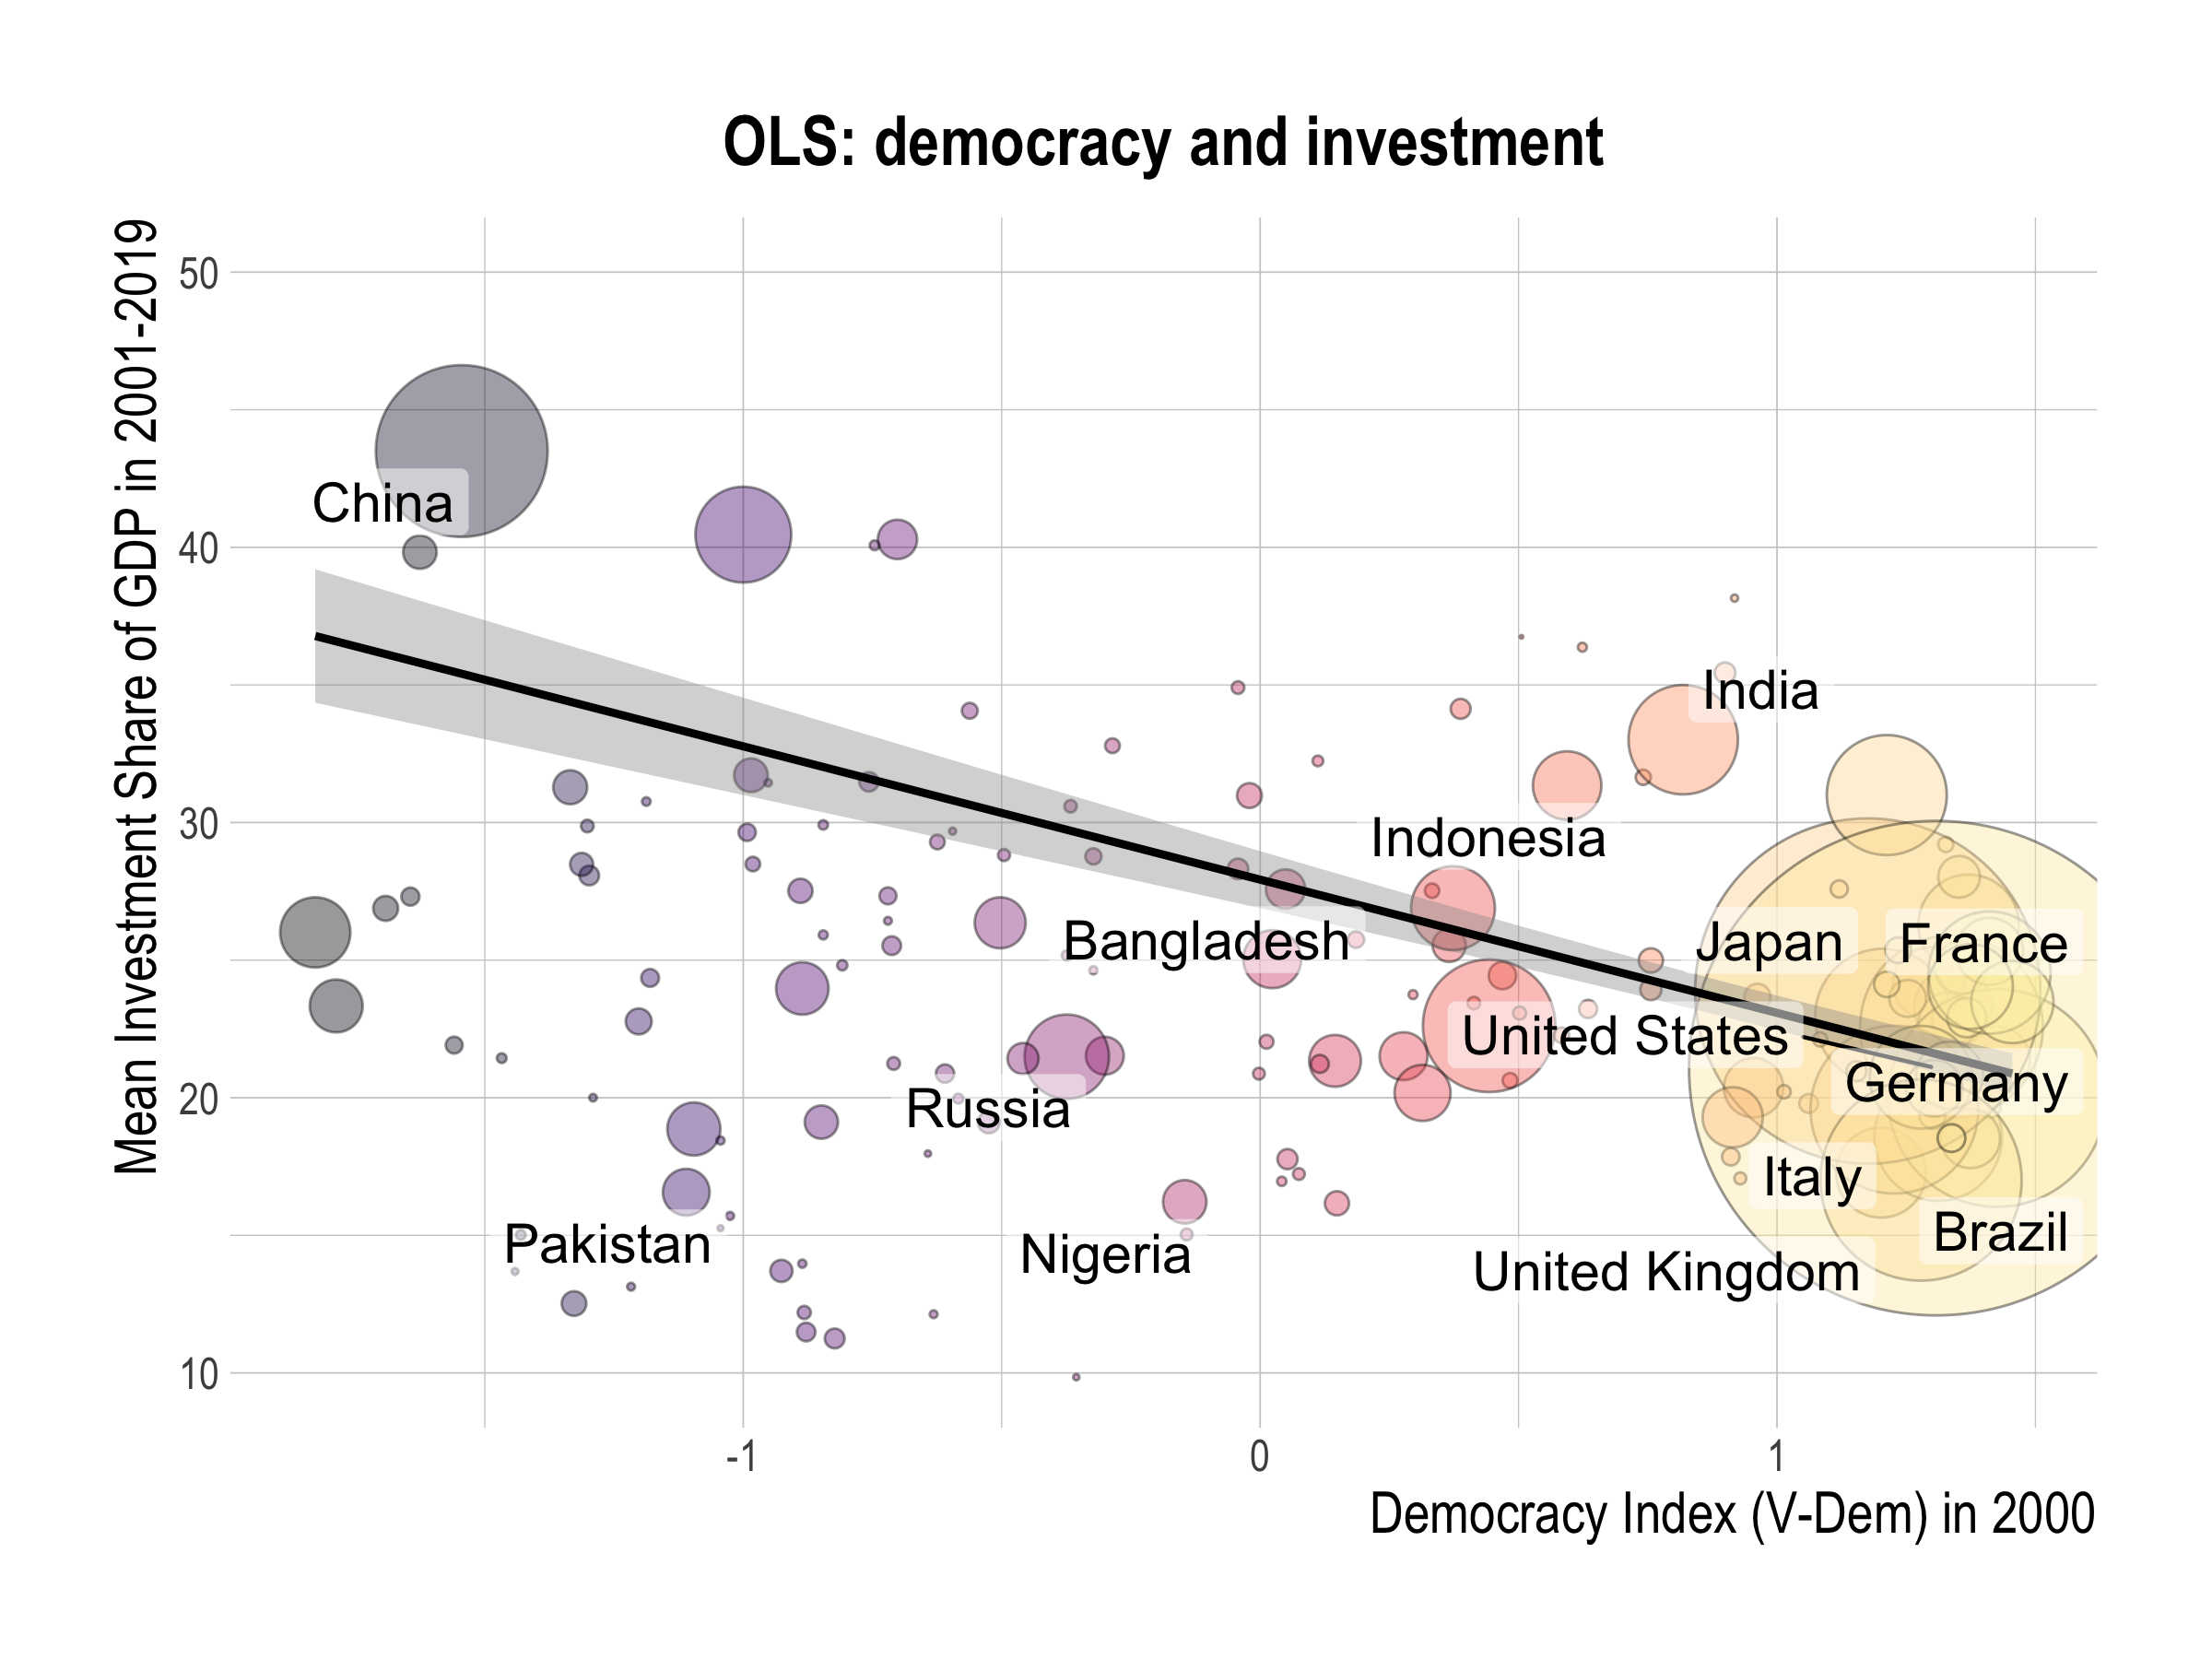 OLS: democracy and investment
Mean Investment Share of GDP in 2001-2019
50
40
30
20
10
China
India
Indonesia
Bangladesh
Japan
France
United States
Germany
Russia
Italy
Pakistan
Nigeria
Brazil
United Kingdom
-1
0
1
Democracy Index (V-Dem) in 2000